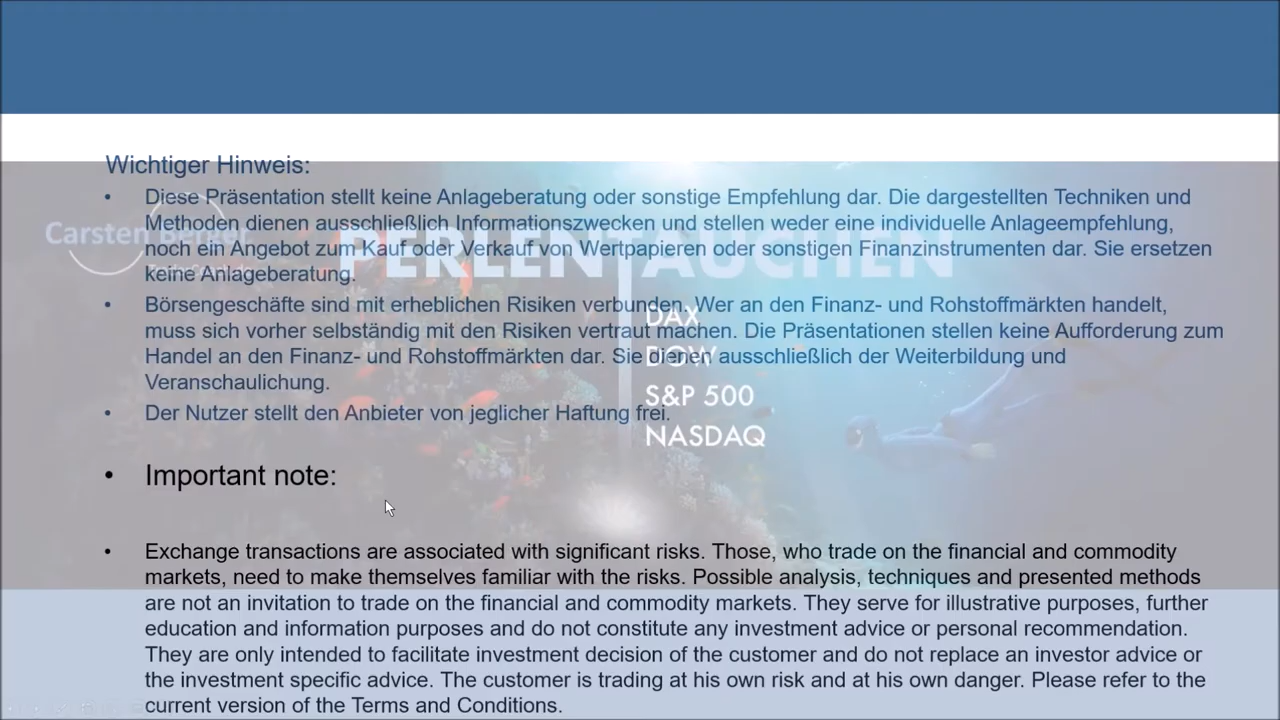 Wichtiger Hinweis:
• Diese Präsentation stellt keine Anlageberatung oder sonstige Empfehlung dar. Die dargestellten Techniken und
Methoden dienen ausschließlich Informationszwecken und stellen weder eine individuelle Anlageempfehlung,
noch ein Angebot zum Kauf oder Verkauf von Wertpapieren oder sonstigen Finanzinstrumenten dar. Sie ersetzen
keine Anlageberatung.
• Börsengeschäfte sind mit erheblichen Risiken verbunden. Wer an den Finanz- und Rohstoffmärkten handelt,
muss sich vorher selbständig mit den Risiken vertraut machen. Die Präsentationen stellen keine Aufforderung zum
Handel an den Finanz- und Rohstoffmärkten dar. Sie dienen ausschließlich der Weiterbildung und
Veranschaulichung.
• Der Nutzer stellt den Anbieter von jeglicher Haftung frei.
Carsten Berger
PERLENTAUCHEN
DAX
DOW
S&P 500
NASDAQ
• Important note:
• Exchange transactions are associated with significant risks. Those, who trade on the financial and commodity
markets, need to make themselves familiar with the risks. Possible analysis, techniques and presented methods
are not an invitation to trade on the financial and commodity markets. They serve for illustrative purposes, further
education and information purposes and do not constitute any investment advice or personal recommendation.
They are only intended to facilitate investment decision of the customer and do not replace an investor advice or
the investment specific advice. The customer is trading at his own risk and at his own danger. Please refer to the
current version of the Terms and Conditions.